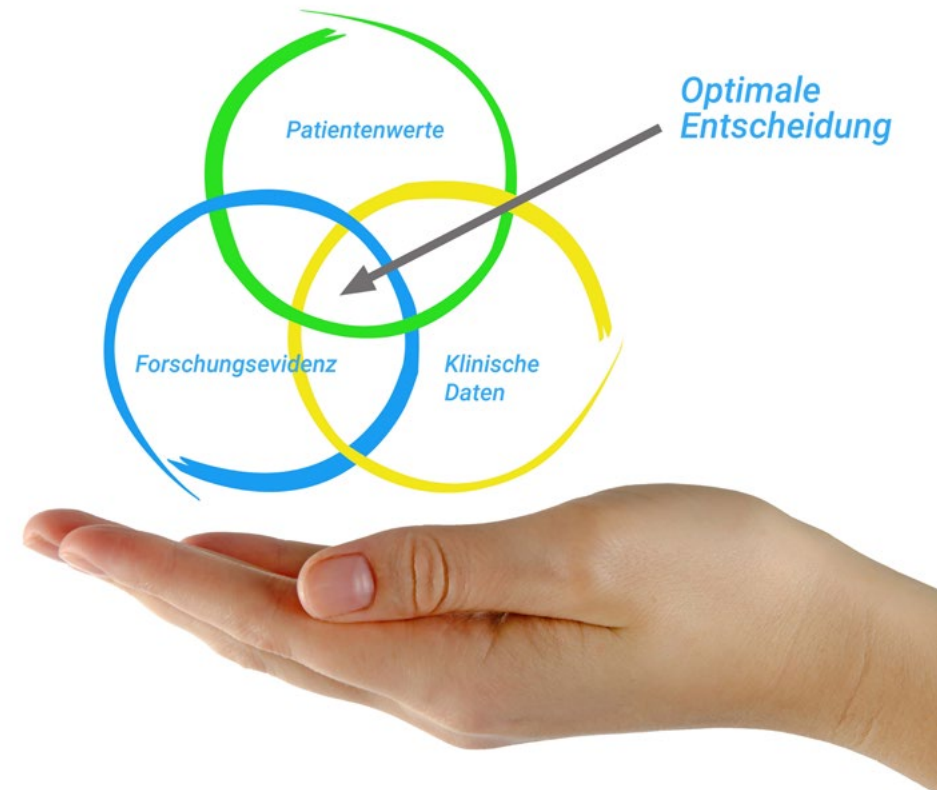 Optimale
Entscheidung
Patientenwerte
Forschungsevidenz
Klinische
Daten